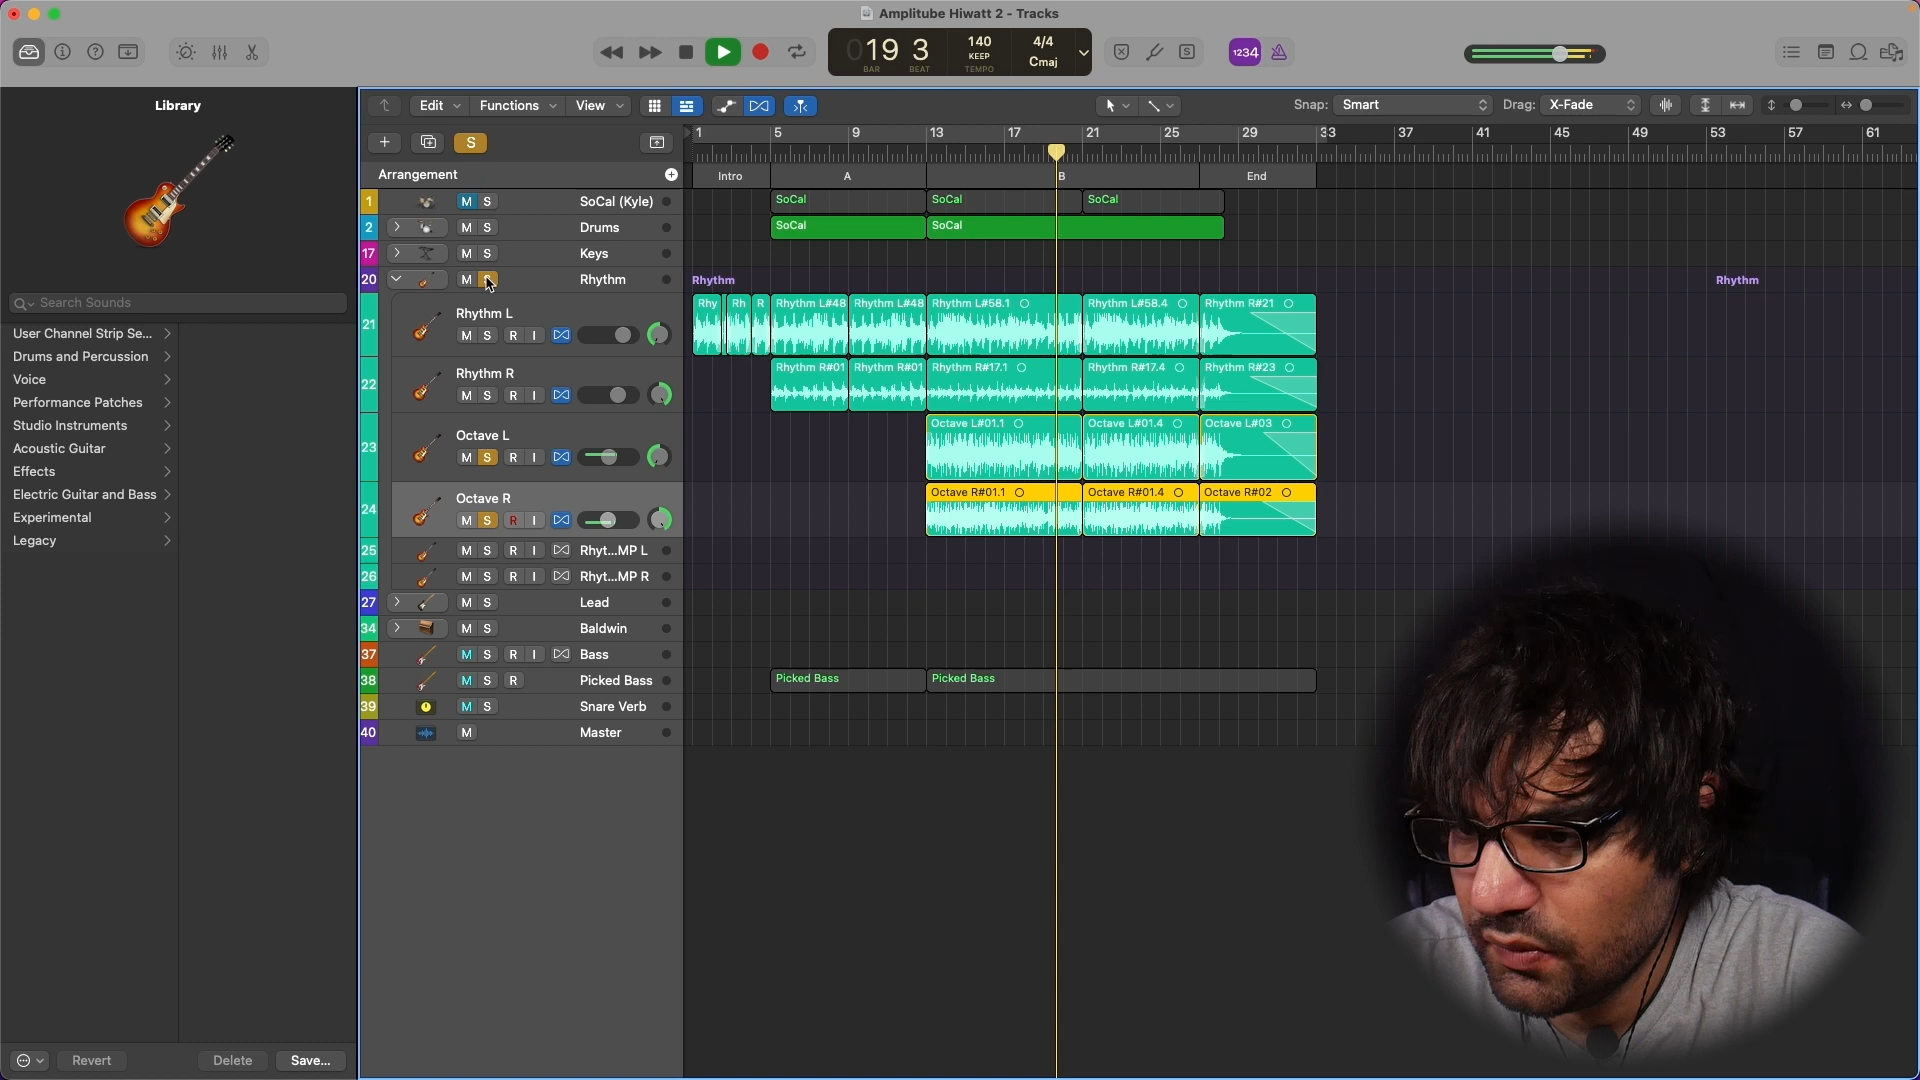 Amplitube Hiwatt 2 - Tracks
19 3
BAR BEAT
140
KEEP
TEMPO
4/4
Cmaj
1234
Library
Search Sounds
User Channel Strip Se...
Drums and Percussion
Voice
Performance Patches
Studio Instruments
Acoustic Guitar
Effects
Electric Guitar and Bass
Experimental
Legacy
Revert
Delete
Save...
Edit
Functions
View
Snap: Smart
Drag: X-Fade
S
1 5 9 13 17 21 25 29 33 37 41 45 49 53 57 61
Arrangement
Intro A B End
1 M S SoCal (Kyle)
SoCal SoCal SoCal
2 M S Drums
SoCal SoCal
17 M S Keys
20 M S Rhythm
Rhythm Rhythm
21 Rhythm L
M S R I
Rhy Rh R Rhythm L#48 Rhythm L#48 Rhythm L#58.1 Rhythm L#58.4 Rhythm R#21
22 Rhythm R
M S R I
Rhythm R#01 Rhythm R#01 Rhythm R#17.1 Rhythm R#17.4 Rhythm R#23
23 Octave L
M S R I
Octave L#01.1 Octave L#01.4 Octave L#03
24 Octave R
M S R I
Octave R#01.1 Octave R#01.4 Octave R#02
25 M S R I Rhyt...MP L
26 M S R I Rhyt...MP R
27 M S Lead
34 M S Baldwin
37 M S R I Bass
38 M S R Picked Bass
Picked Bass Picked Bass
39 M S Snare Verb
40 M Master